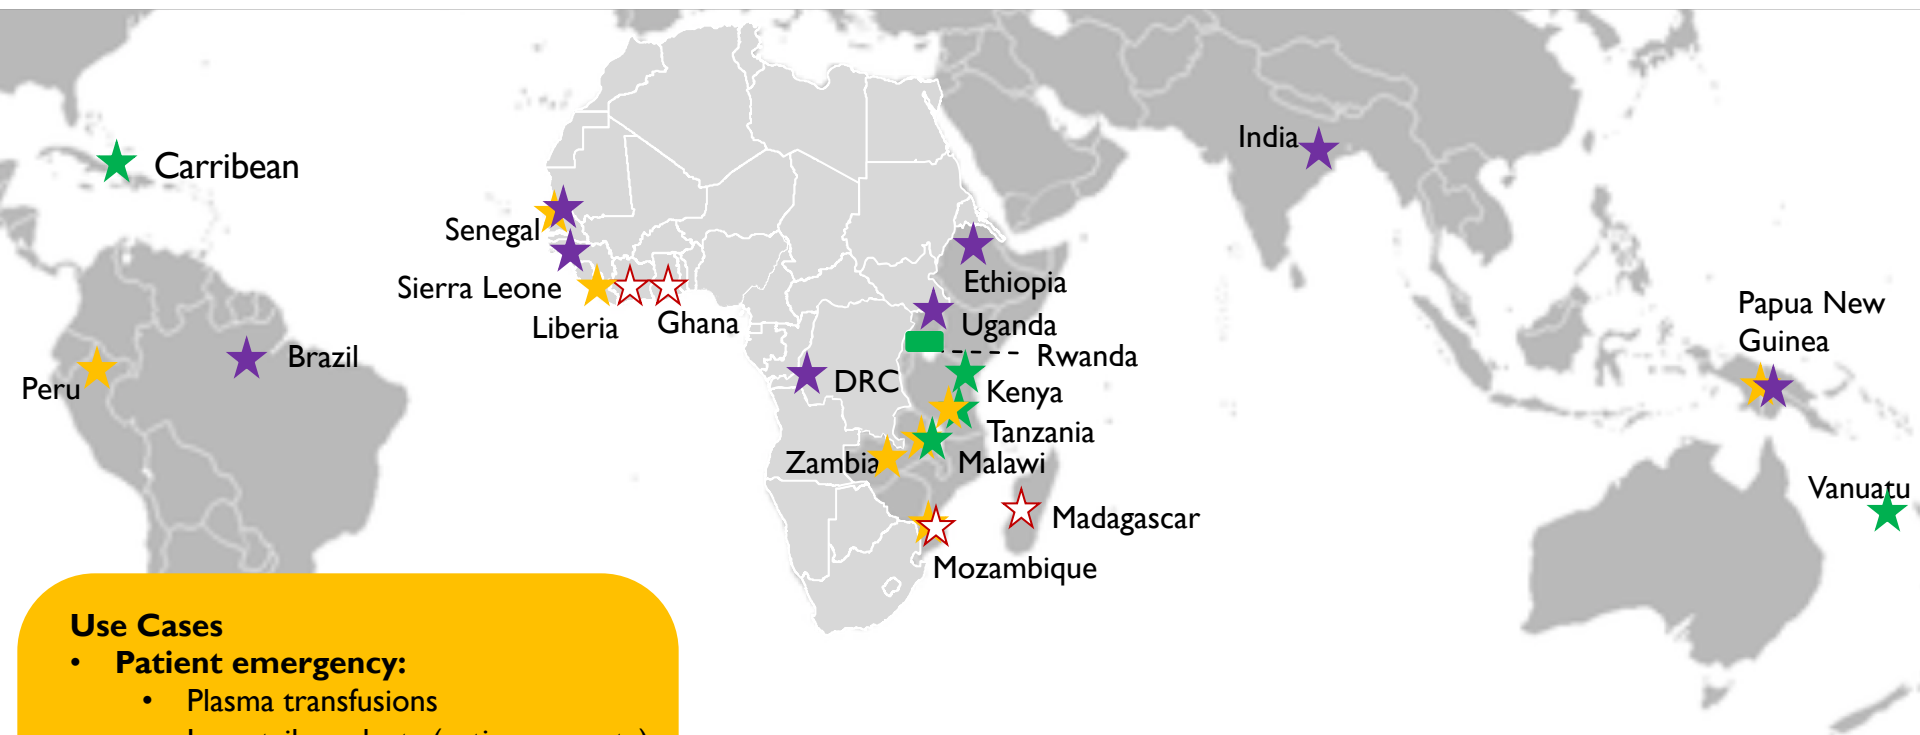 Carribean
India
Senegal
Ethiopia
Sierra Leone
Papua New
Guinea
Liberia
Ghana
Uganda
Rwanda
Peru
Brazil
DRC
Kenya
Tanzania
Zambia
Malawi
Vanuatu
Madagascar
Mozambique
Use Cases
• Patient emergency:
• Plasma transfusions